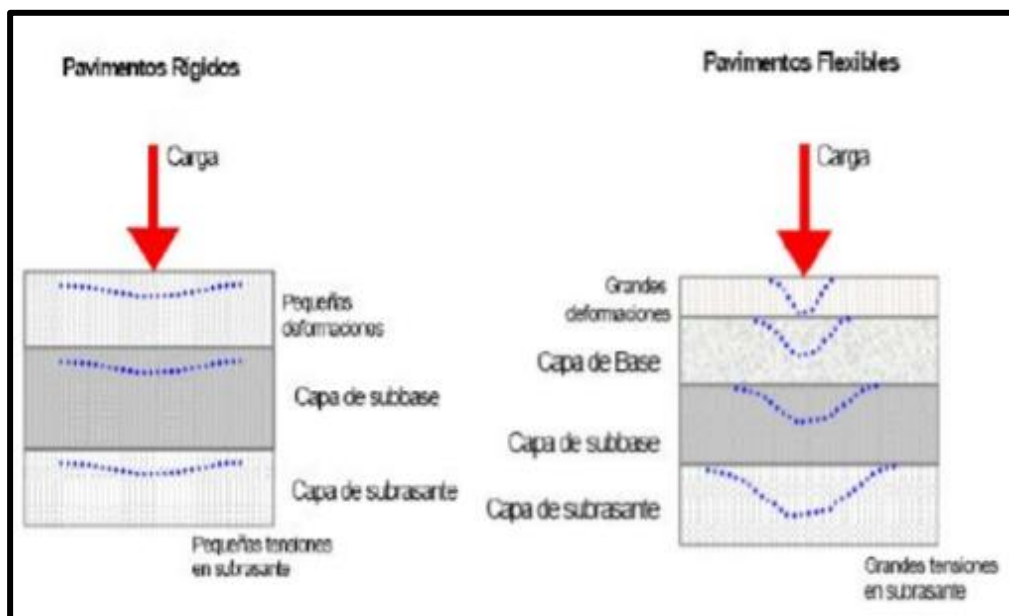 Pavimentos Rígidos
Carga
Pequeñas
deformaciones
Capa de subbase
Capa de subrasante
Pequeñas tensiones
en subrasante
Pavimentos Flexibles
Carga
Grandes
deformaciones
Capa de Base
Capa de subbase
Capa de subrasante
Grandes tensiones
en subrasante